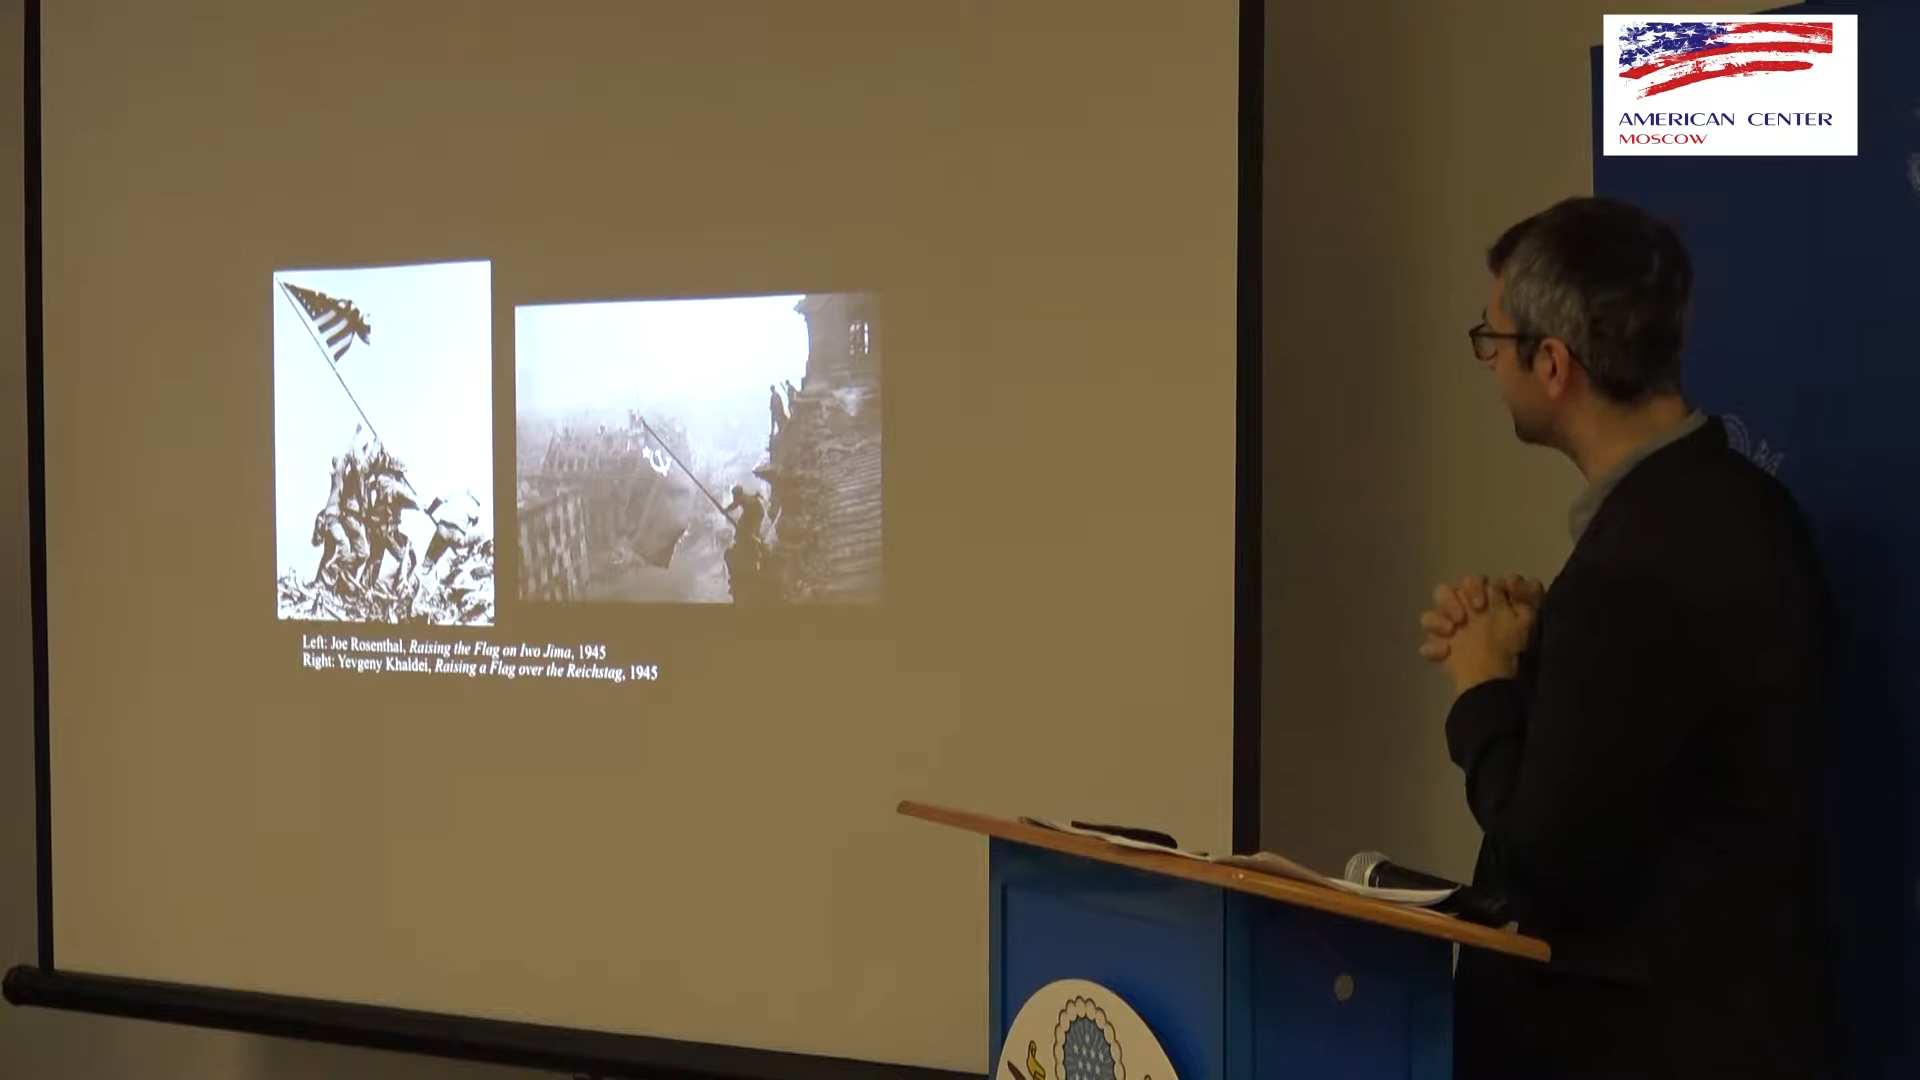 AMERICAN CENTER
MOSCOW
Left: Joe Rosenthal, Raising the Flag on Iwo Jima, 1945
Right: Yevgeny Khaldei, Raising a Flag over the Reichstag, 1945